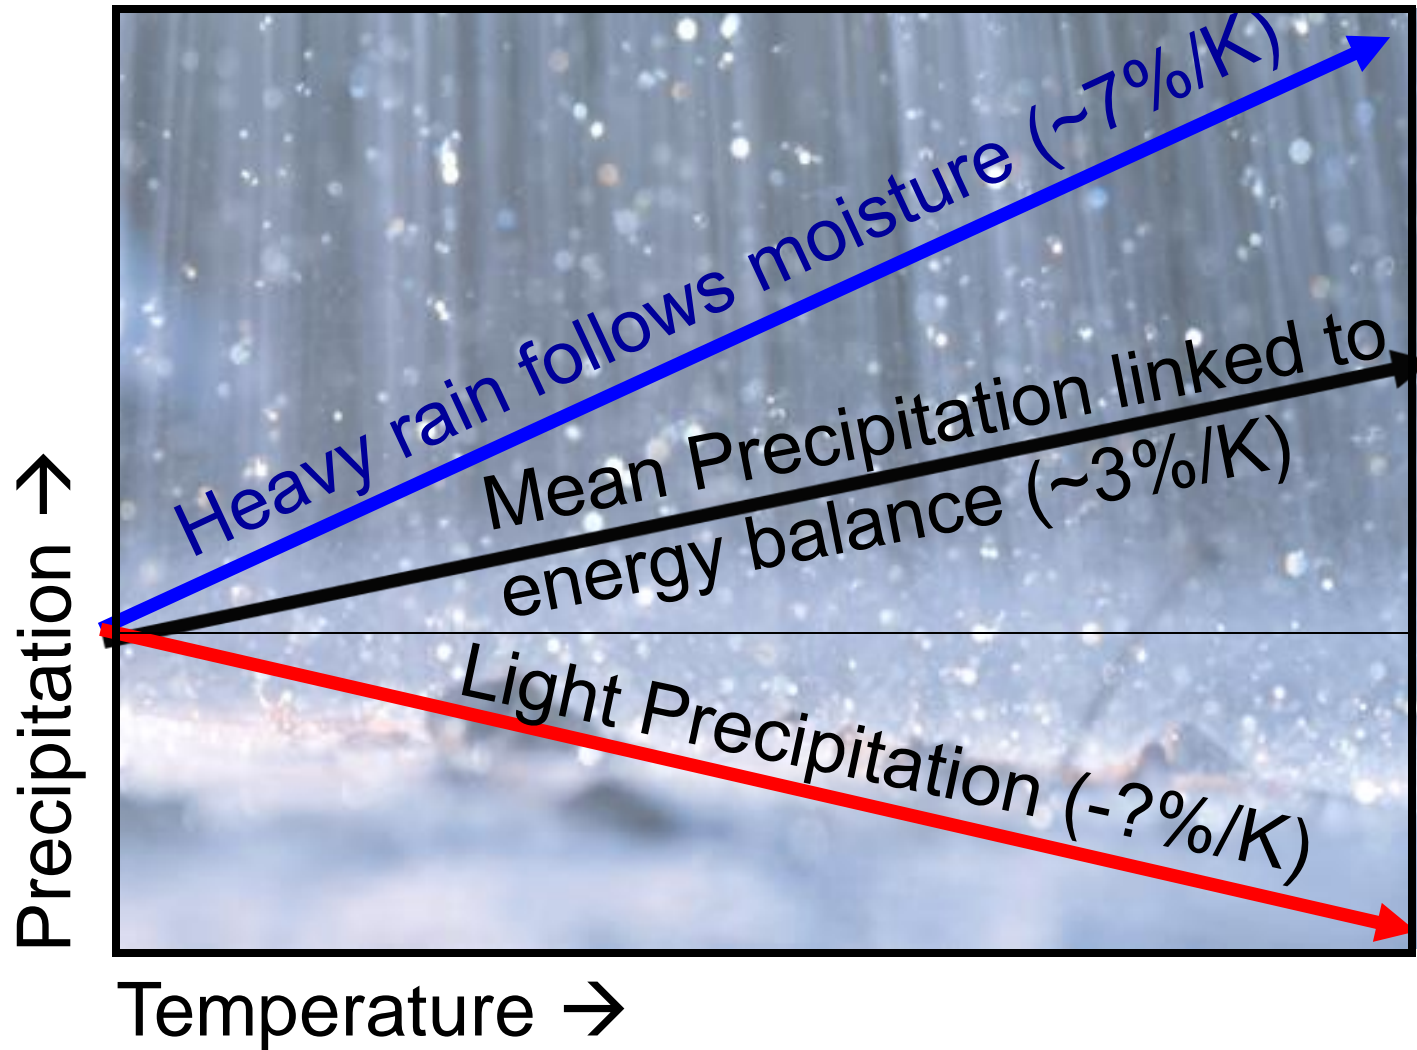 Heavy rain follows moisture (~7%/K)
Mean Precipitation linked to
energy balance (~3%/K)
Light Precipitation (-?%/K)
Precipitation →
Temperature →